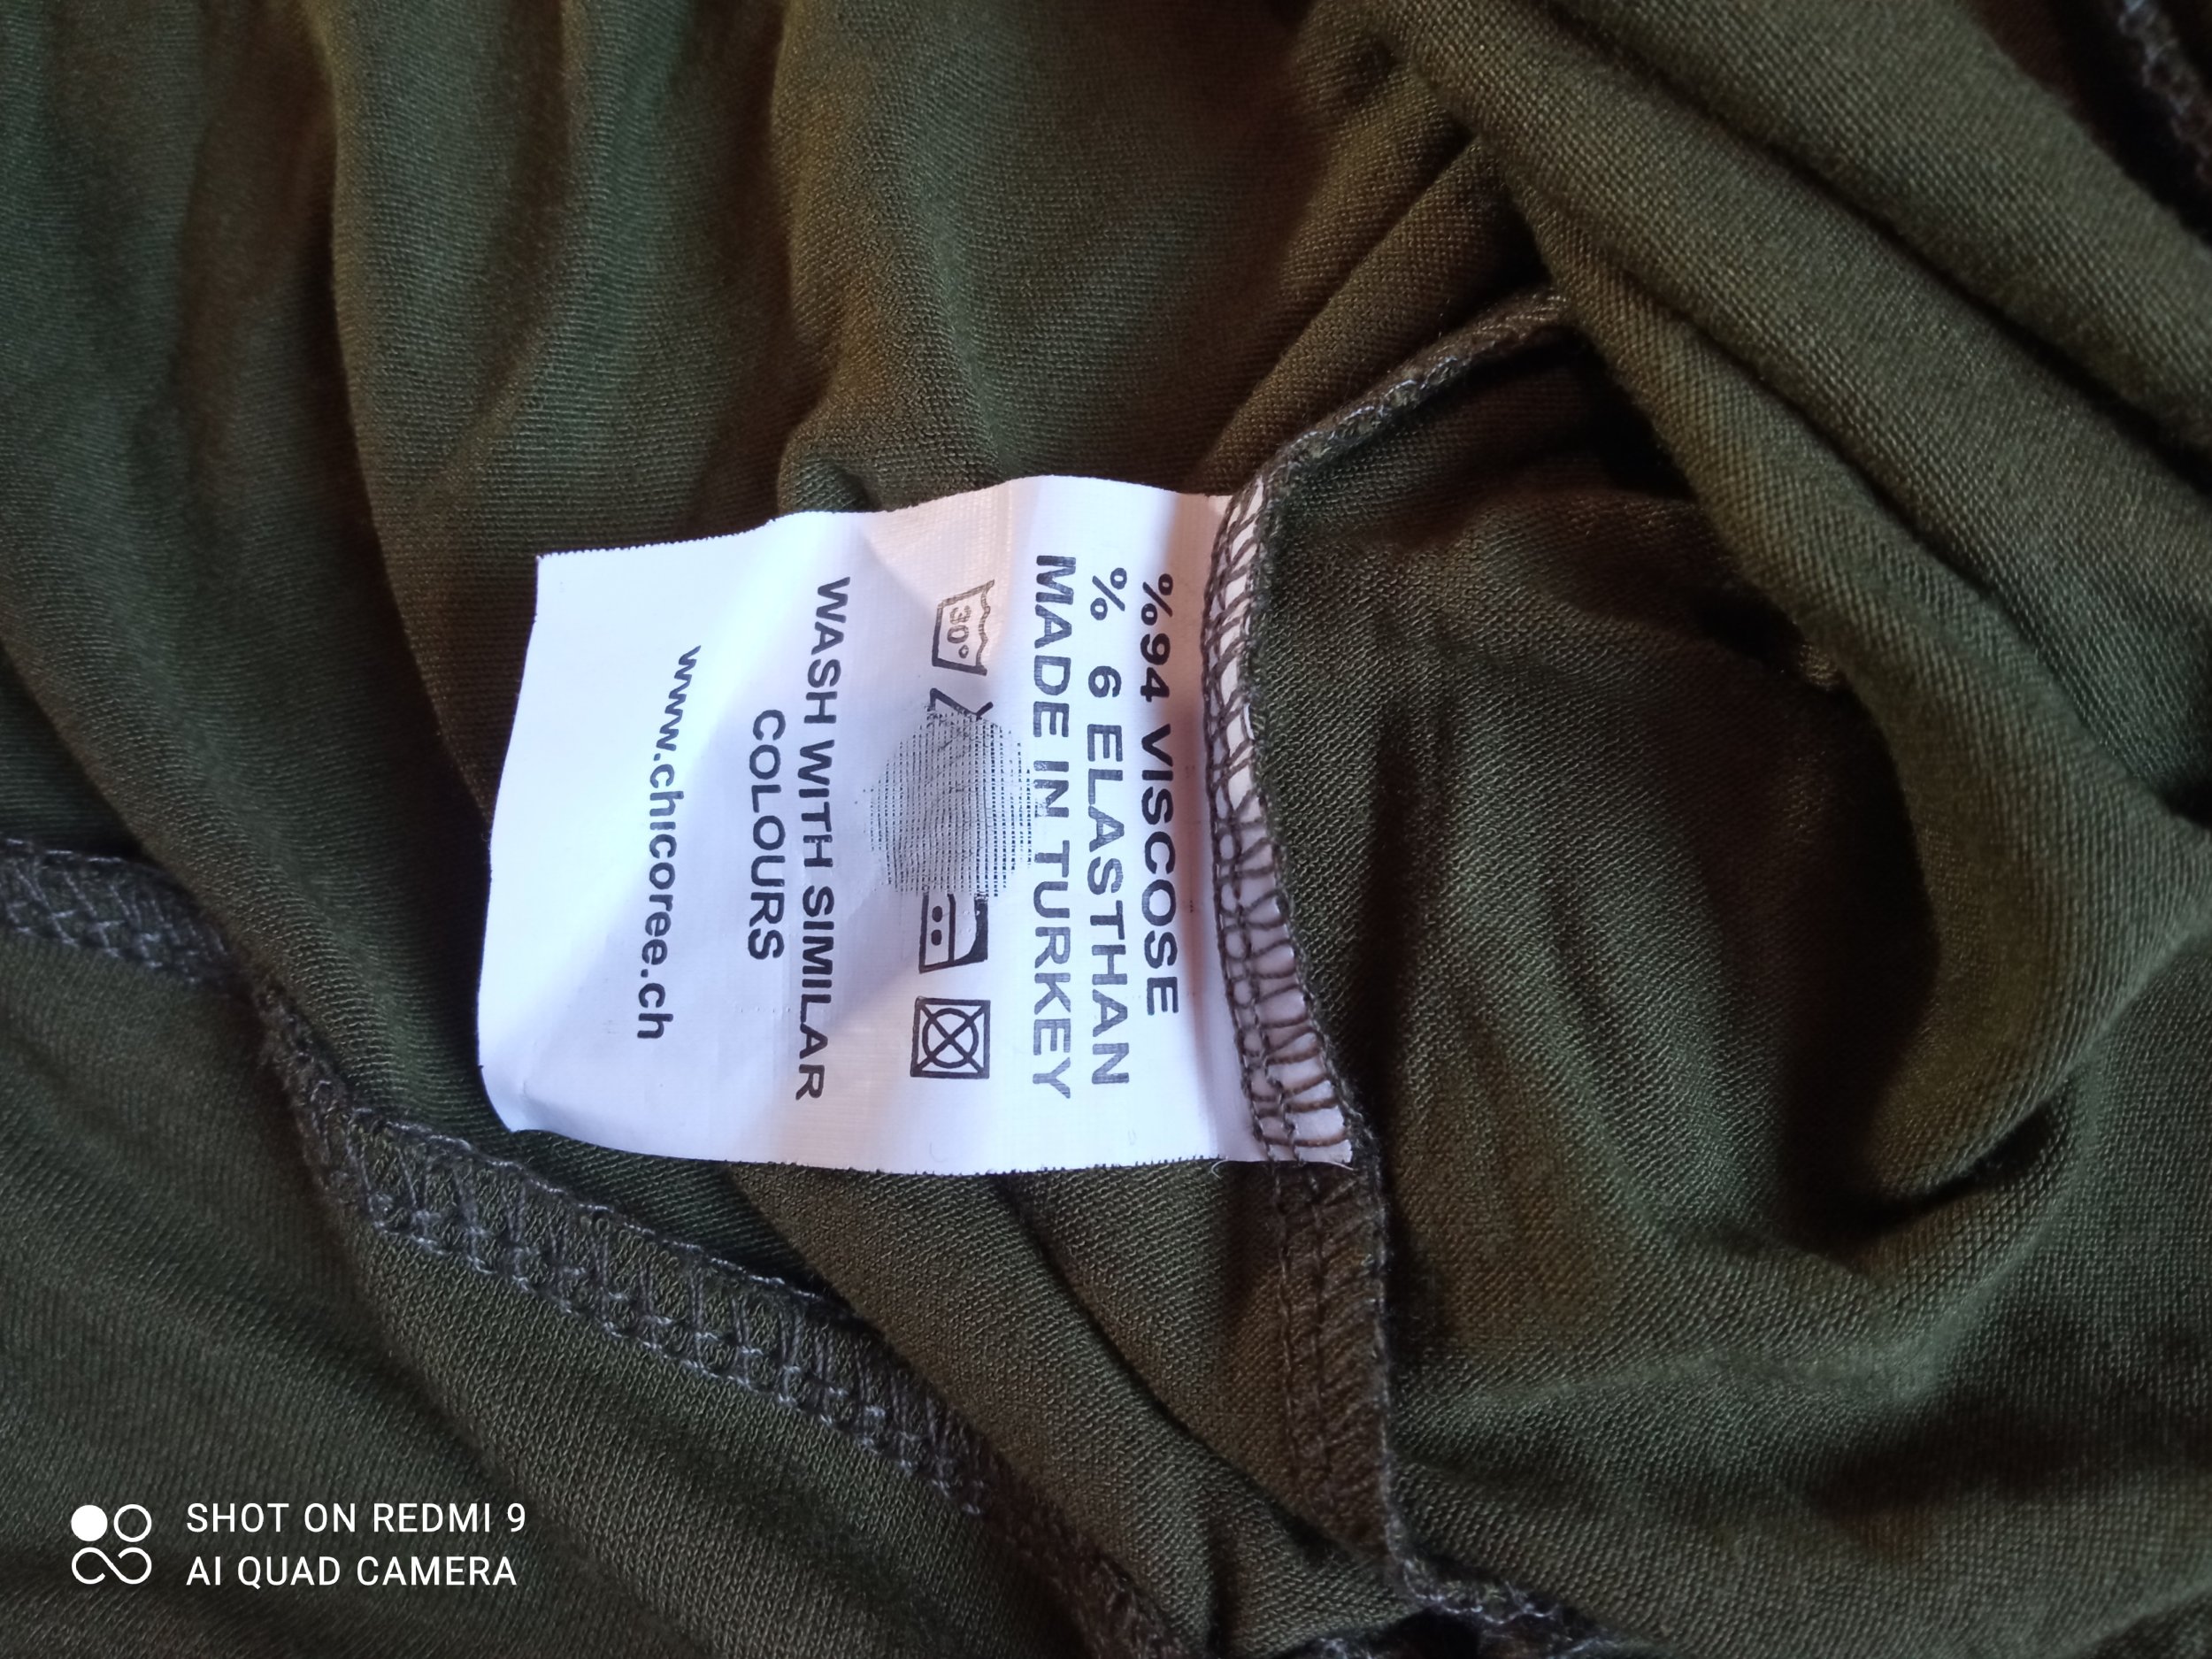 %94 VISCOSE
% 6 ELASTHAN
MADE IN TURKEY
30°
WASH WITH SIMILAR
COLOURS
www.chicoree.ch
SHOT ON REDMI 9
AI QUAD CAMERA